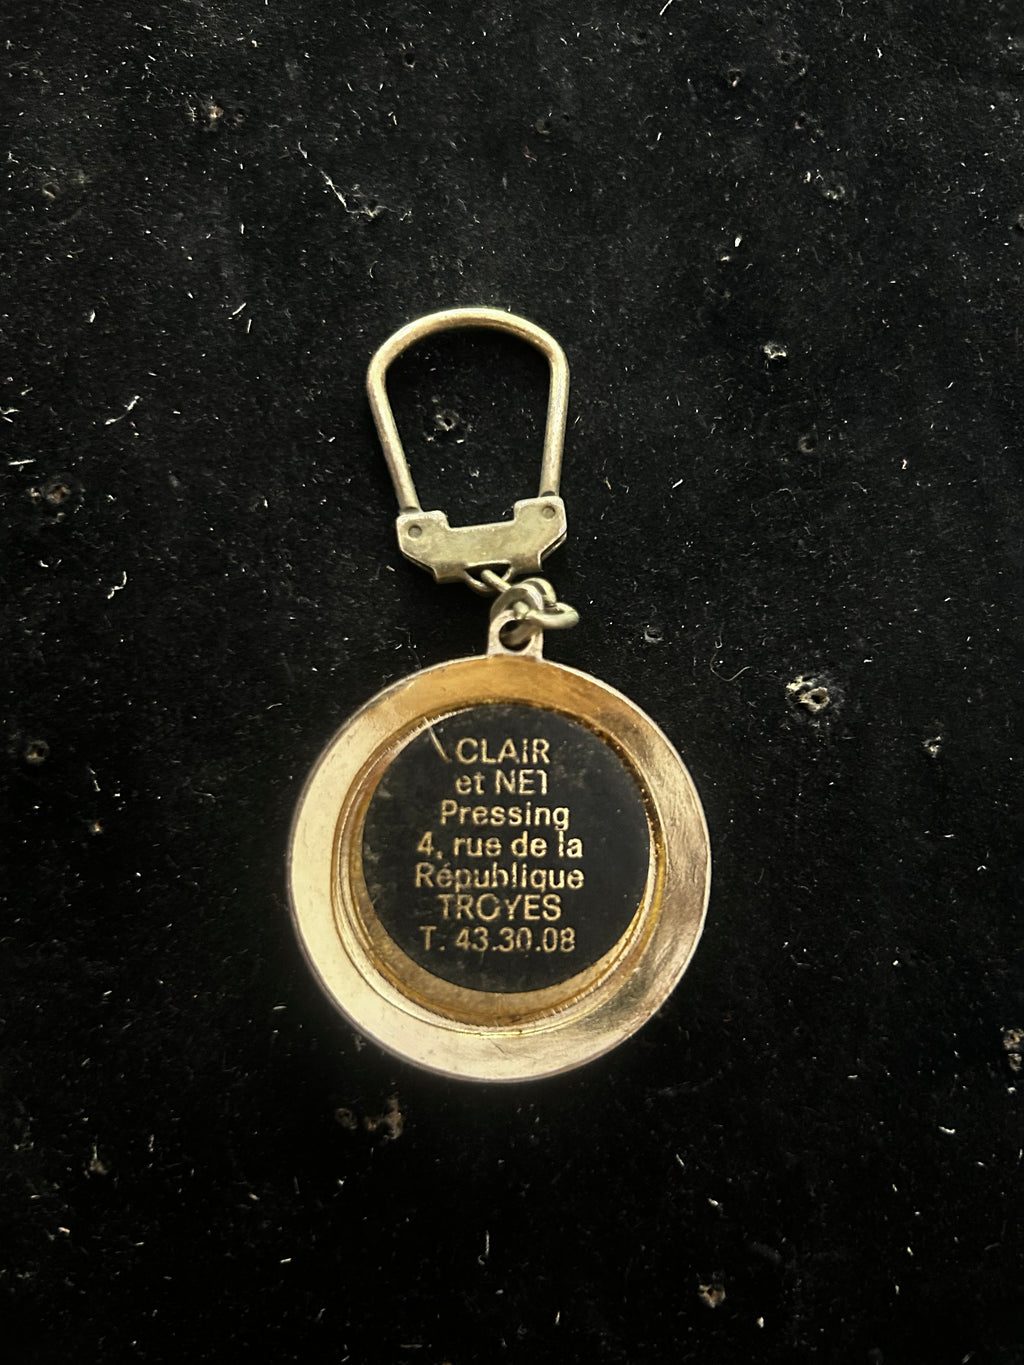 CLAIR
et NET
Pressing
4, rue de la
République
TROYES
T. 43.30.08